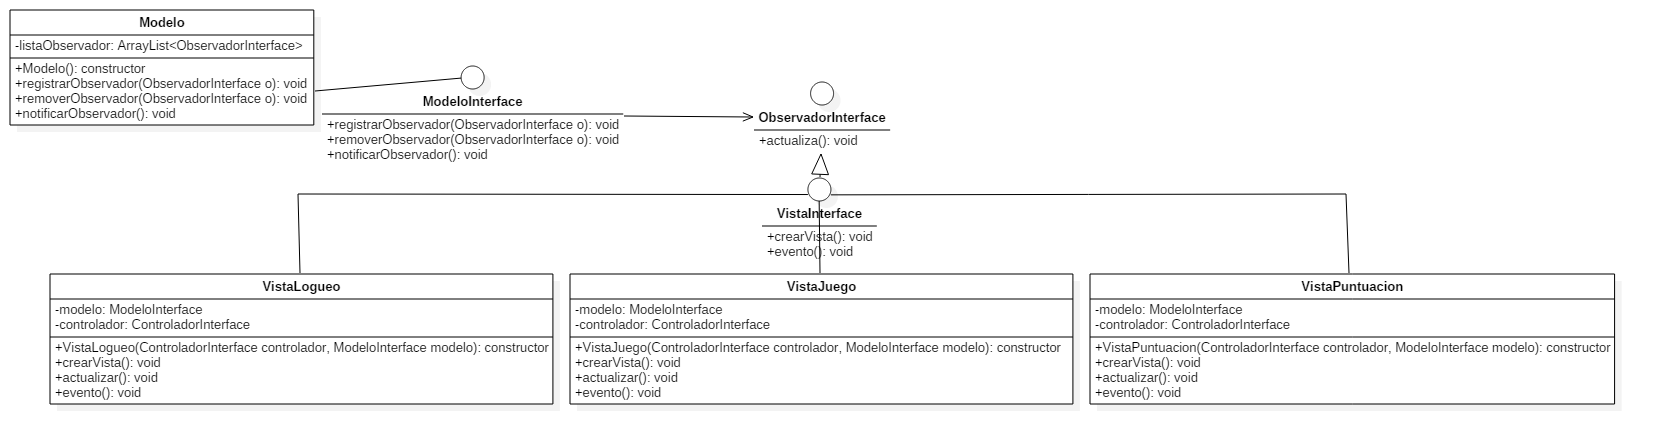 Modelo
-listaObservador: ArrayList<ObservadorInterface>
+Modelo(): constructor
+registrarObservador(ObservadorInterface o): void
+removerObservador(ObservadorInterface o): void
+notificarObservador(): void
ModeloInterface
+registrarObservador(ObservadorInterface o): void
+removerObservador(ObservadorInterface o): void
+notificarObservador(): void
ObservadorInterface
+actualiza(): void
VistaInterface
+crearVista(): void
+evento(): void
VistaLogueo
-modelo: ModeloInterface
-controlador: ControladorInterface
+VistaLogueo(ControladorInterface controlador, ModeloInterface modelo): constructor
+crearVista(): void
+actualizar(): void
+evento(): void
VistaJuego
-modelo: ModeloInterface
-controlador: ControladorInterface
+VistaJuego(ControladorInterface controlador, ModeloInterface modelo): constructor
+crearVista(): void
+actualizar(): void
+evento(): void
VistaPuntuacion
-modelo: ModeloInterface
-controlador: ControladorInterface
+VistaPuntuacion(ControladorInterface controlador, ModeloInterface modelo): constructor
+crearVista(): void
+actualizar(): void
+evento(): void